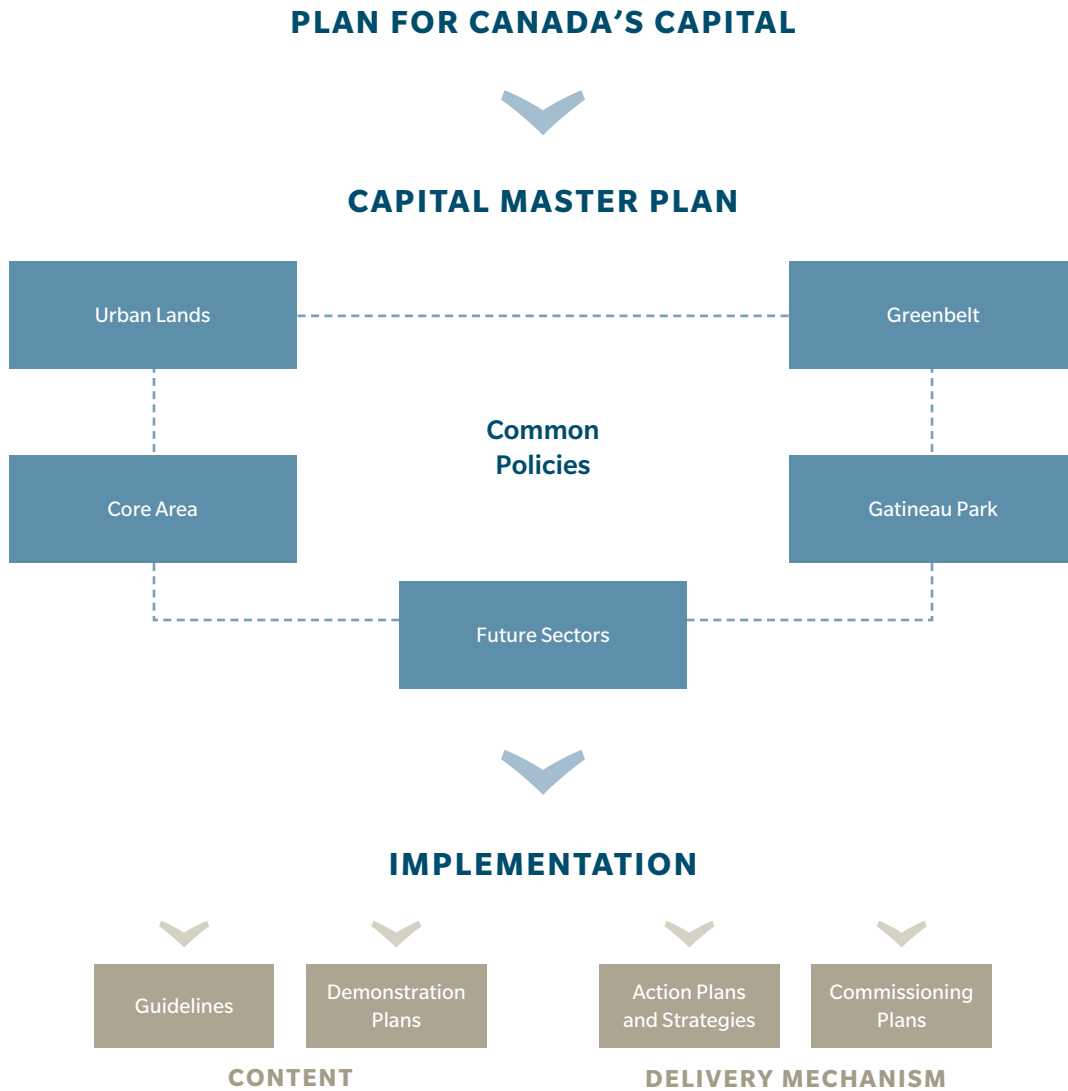 PLAN FOR CANADA’S CAPITAL
CAPITAL MASTER PLAN
Urban Lands
Greenbelt
Common
Policies
Core Area
Gatineau Park
Future Sectors
IMPLEMENTATION
Guidelines
Demonstration
Plans
Action Plans
and Strategies
Commissioning
Plans
CONTENT
DELIVERY MECHANISM